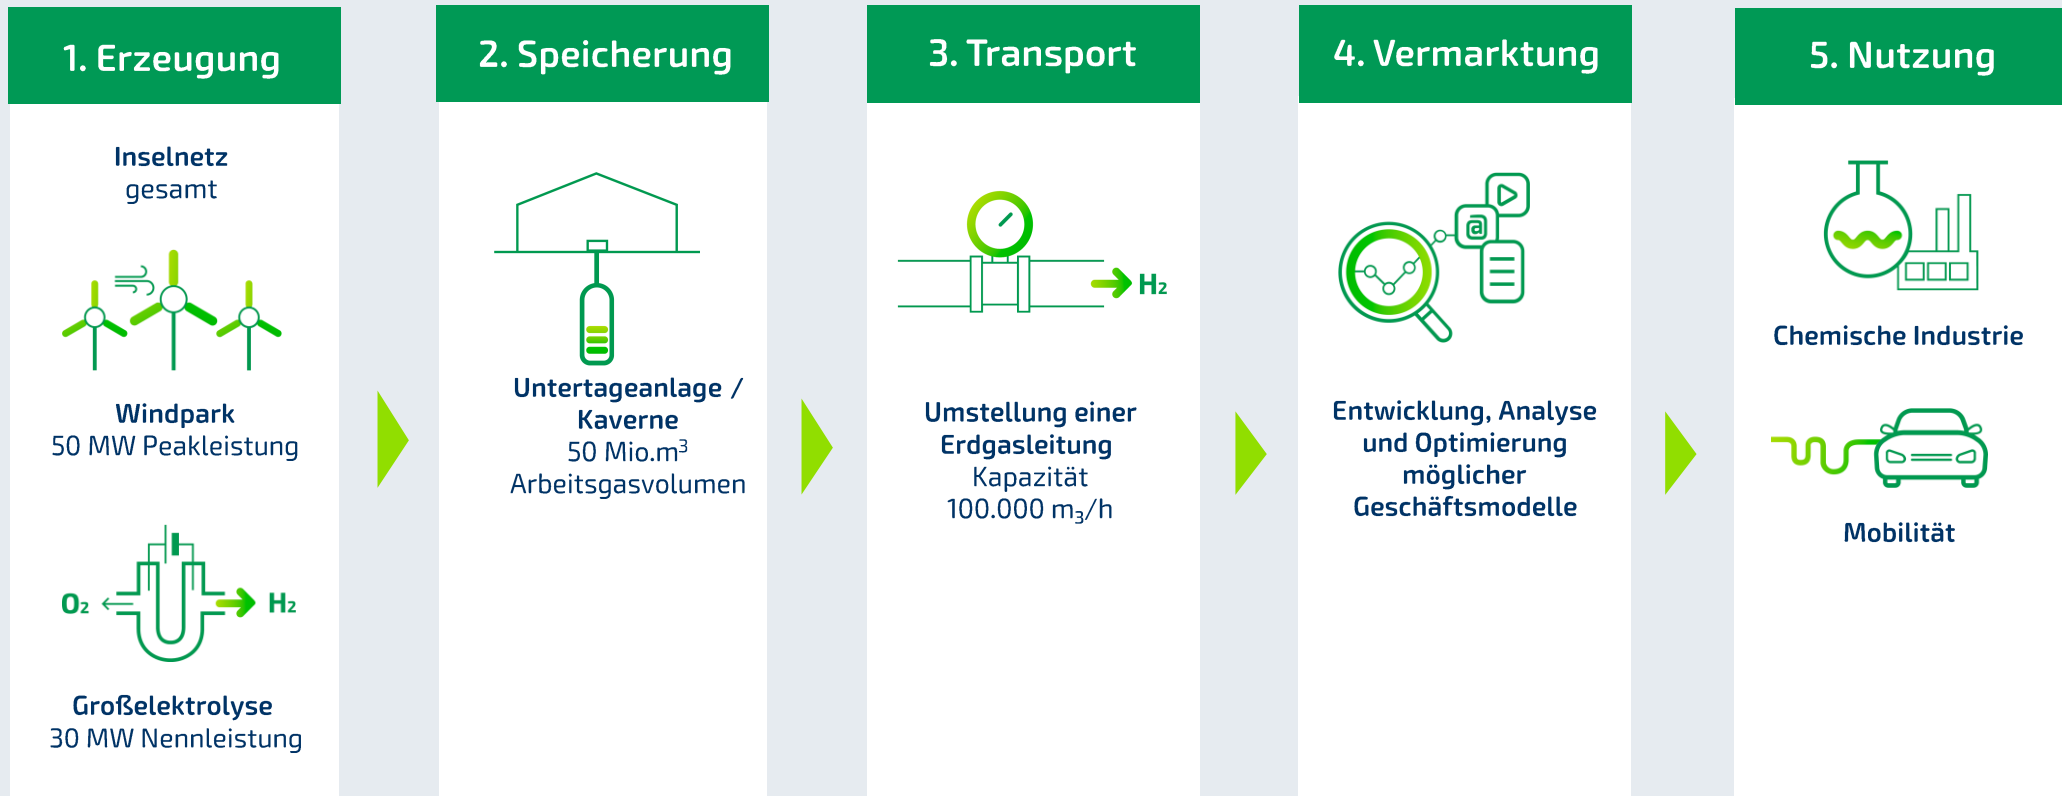 1. Erzeugung
Inselnetz
gesamt
Windpark
50 MW Peakleistung
O₂
H₂
Großelektrolyse
30 MW Nennleistung
2. Speicherung
Untertageanlage /
Kaverne
50 Mio.m³
Arbeitsgasvolumen
3. Transport
H₂
Umstellung einer
Erdgasleitung
Kapazität
100.000 m₃/h
4. Vermarktung
@
Entwicklung, Analyse
und Optimierung
möglicher
Geschäftsmodelle
5. Nutzung
Chemische Industrie
Mobilität